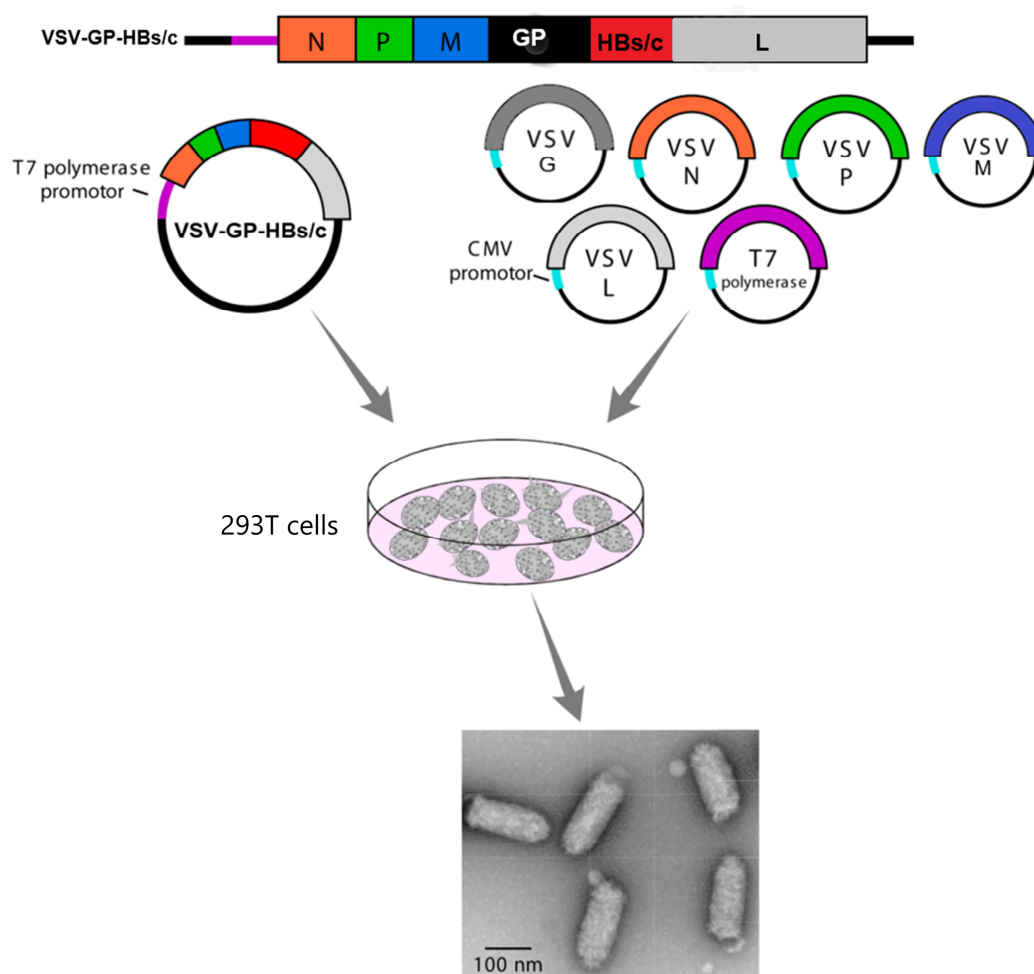 VSV-GP-HBs/c
N P M GP HBs/c L
T7 polymerase
promotor
VSV-GP-HBs/c
VSV
G
VSV
N
VSV
P
VSV
M
CMV
promotor
VSV
L
T7
polymerase
293T cells
100 nm